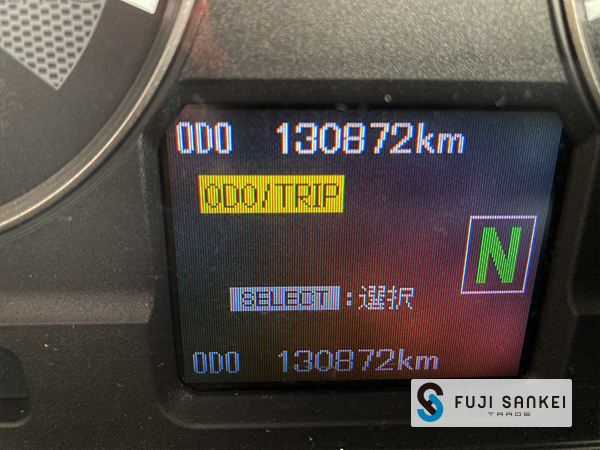 ODO 130872km
ODO/TRIP
N
SELECT:選択
ODO 130872km
FUJI SANKEI
TRADE